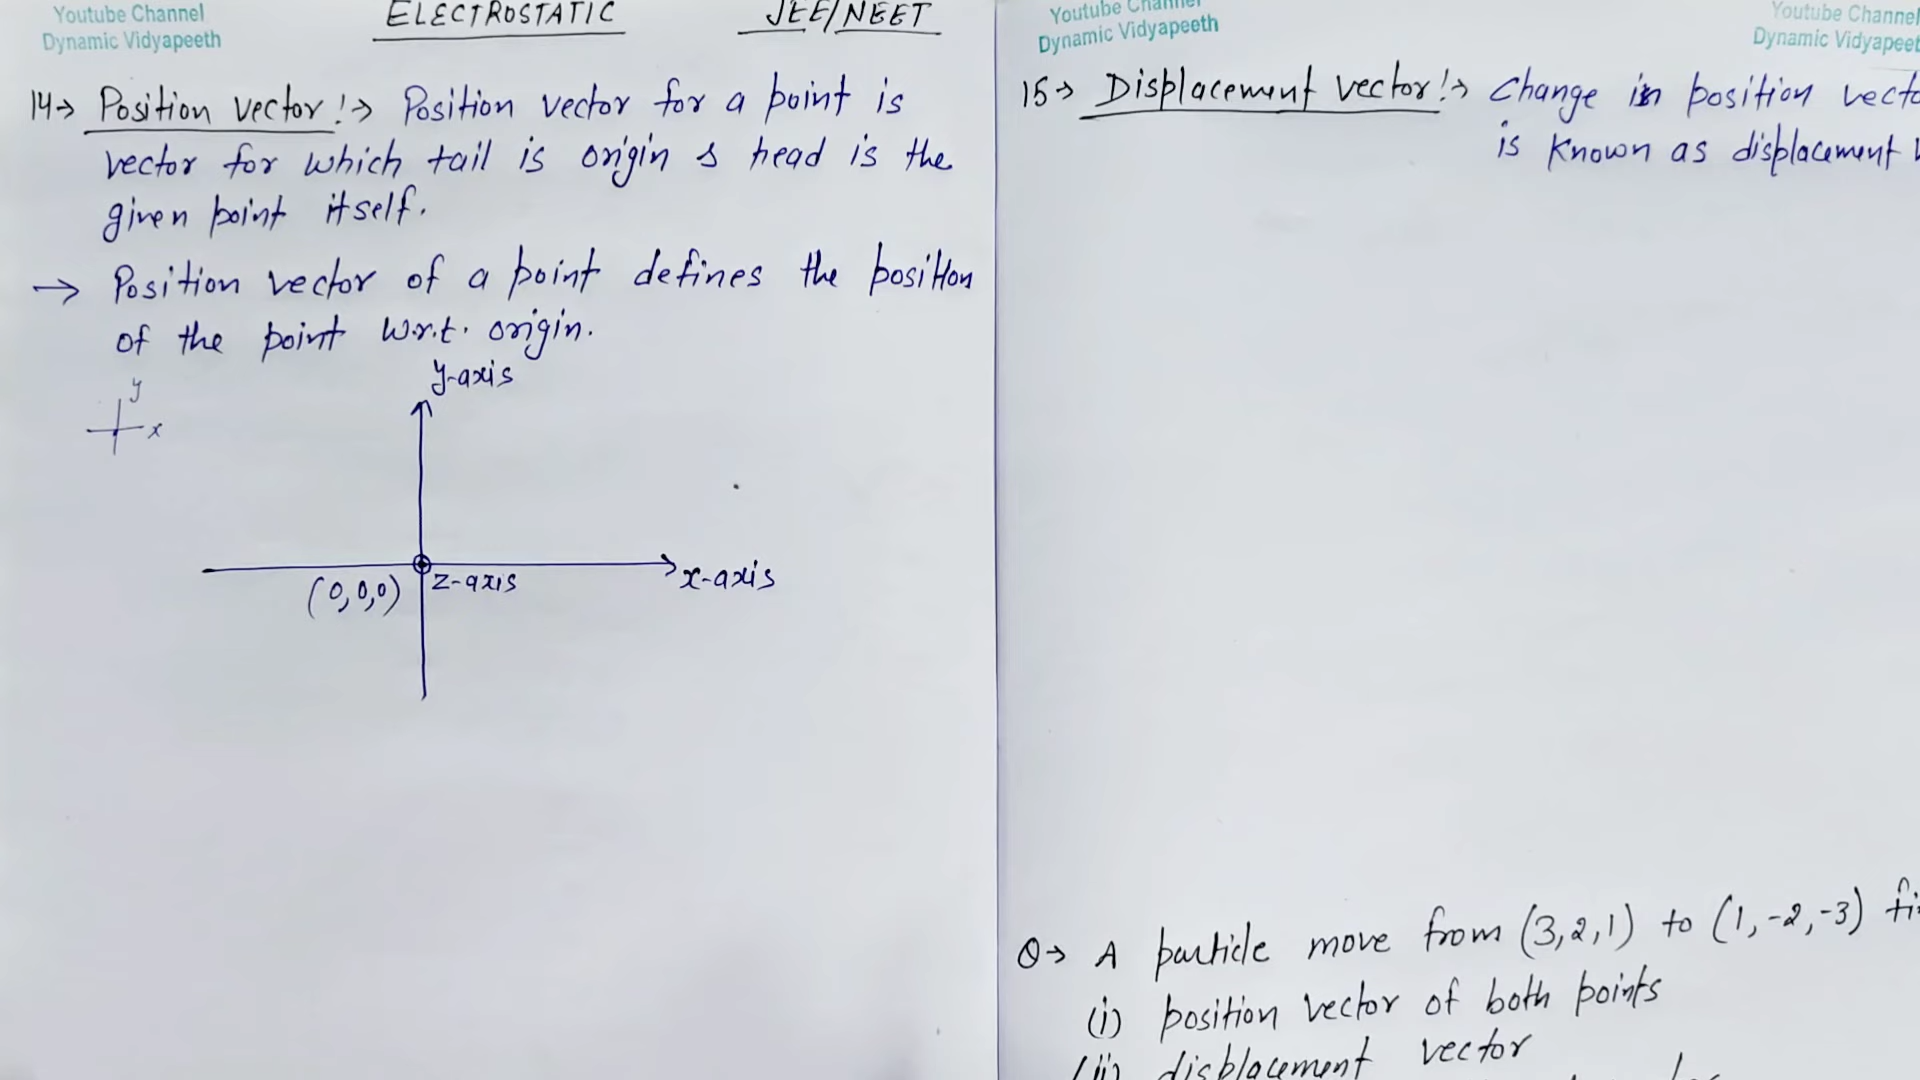 Youtube Channel
Dynamic Vidyapeeth
ELECTROSTATIC
JEE/NEET
14→ Position vector!→ Position vector for a point is
vector for which tail is origin & head is the
given point itself.
→ Position vector of a point defines the position
of the point w.r.t. origin.
y
x
y-axis
(0,0,0)
z-axis
x-axis
Youtube Channel
Dynamic Vidyapeeth
Youtube Channel
Dynamic Vidyapeet
15→ Displacement vector!→ Change in position vecto
is known as displacement
Q→ A particle move from (3,2,1) to (1,-2,-3) fi
(i) position vector of both points
(ii) displacement vector